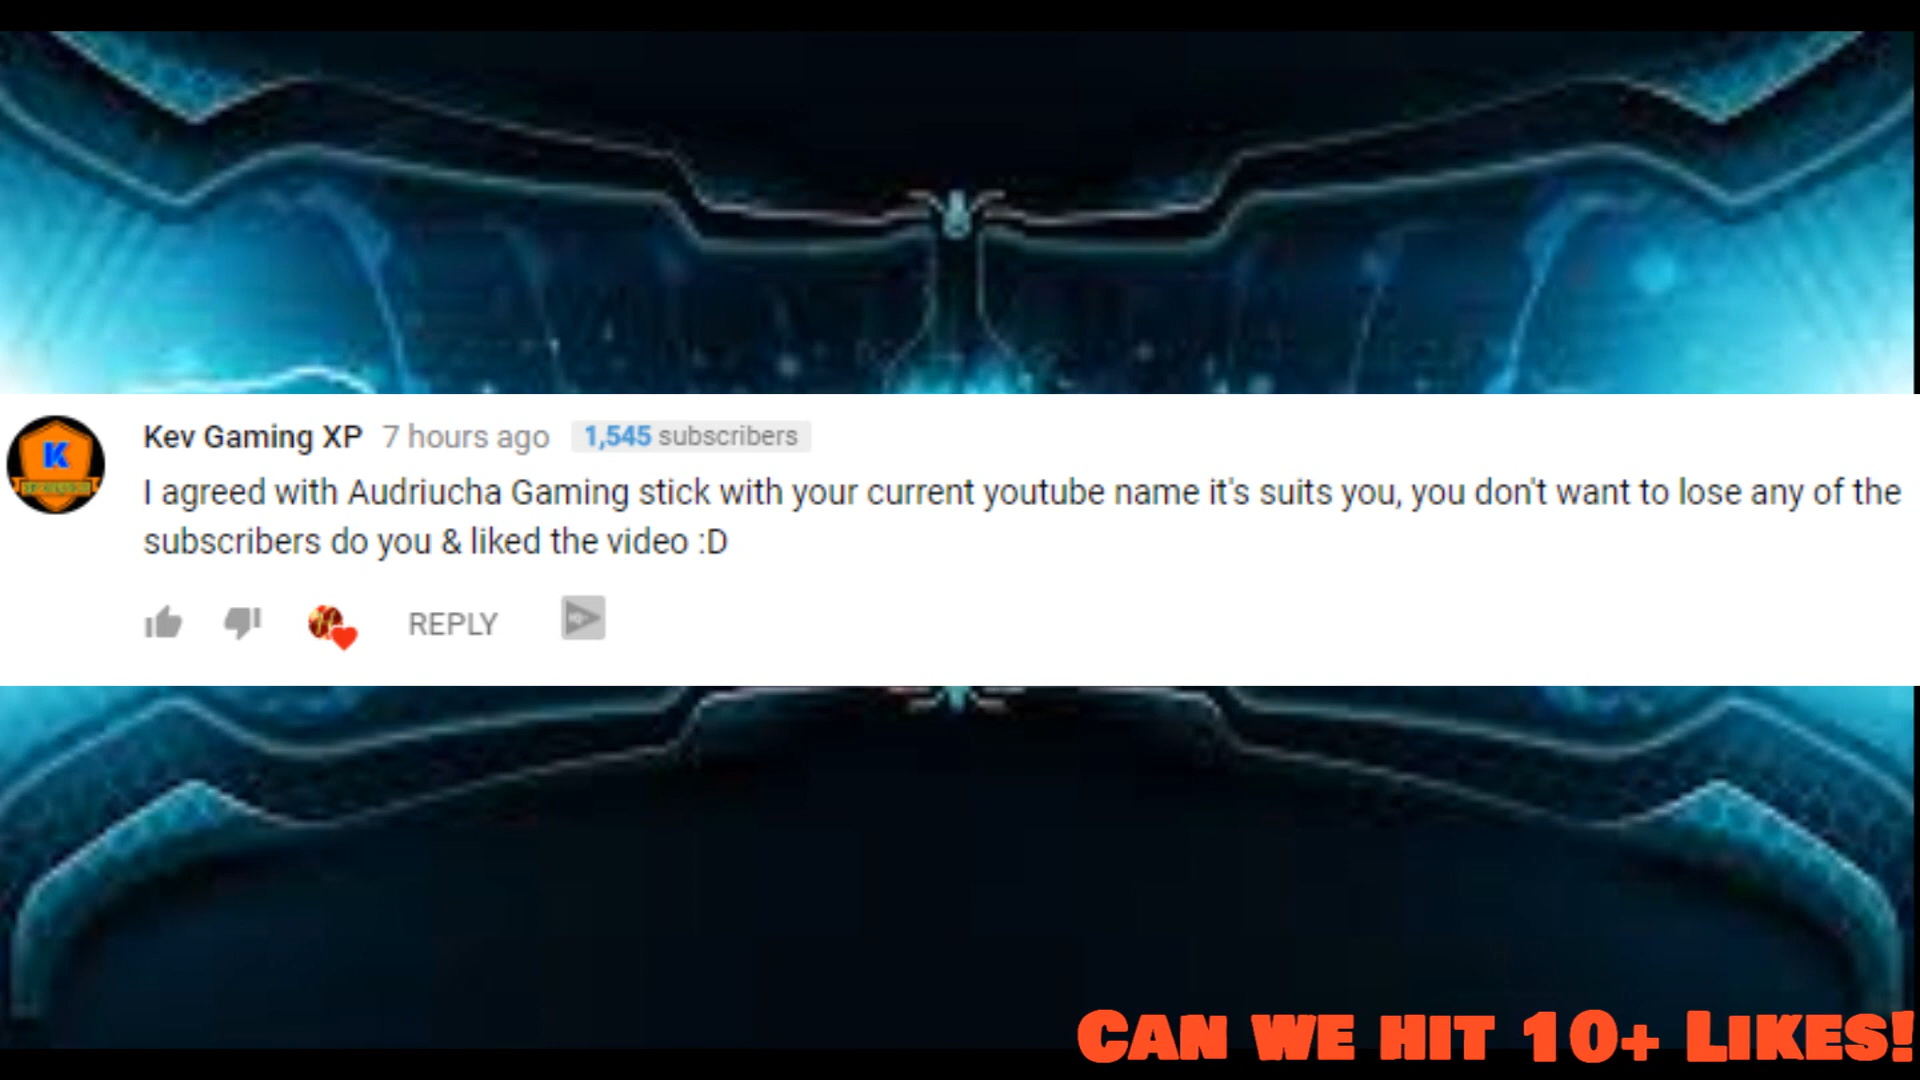 Kev Gaming XP 7 hours ago 1,545 subscribers
K
I agreed with Audriucha Gaming stick with your current youtube name it's suits you, you don't want to lose any of the
subscribers do you & liked the video :D
REPLY
CAN WE HIT 10+ LIKES!